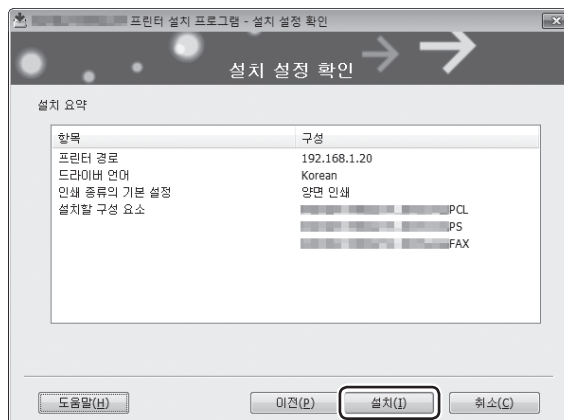 프린터 설치 프로그램 - 설치 설정 확인
설치 설정 확인
설치 요약
항목 구성
프린터 경로 192.168.1.20
드라이버 언어 Korean
인쇄 종류의 기본 설정 양면 인쇄
설치할 구성 요소 PCL
PS
FAX
도움말(H) 이전(P) 설치(I) 취소(C)